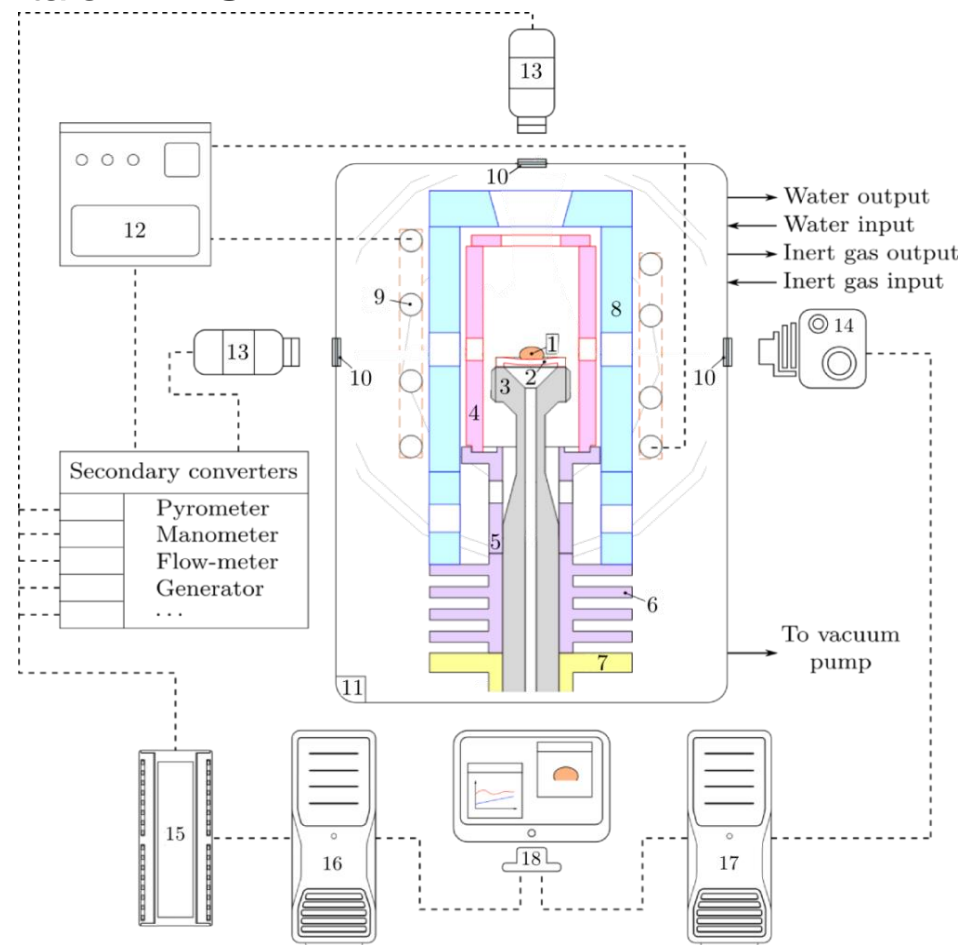 13
10
12
Water output
Water input
Inert gas output
Inert gas input
9
8
14
13
10
1
2
3
10
4
Secondary converters
Pyrometer
Manometer
Flow-meter
Generator
. . .
5
6
To vacuum
pump
7
11
15
16
18
17